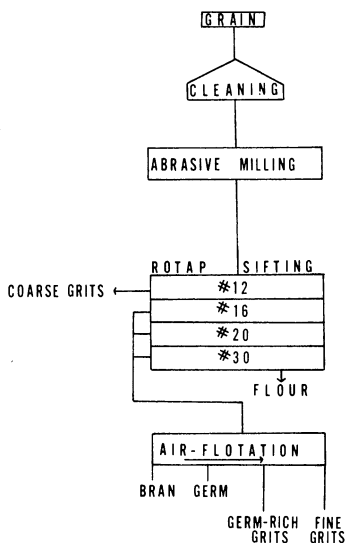 GRAIN
CLEANING
ABRASIVE MILLING
ROTAP SIFTING
#12
COARSE GRITS
#16
#20
#30
FLOUR
AIR-FLOTATION
BRAN GERM
GERM-RICH GRITS
FINE GRITS